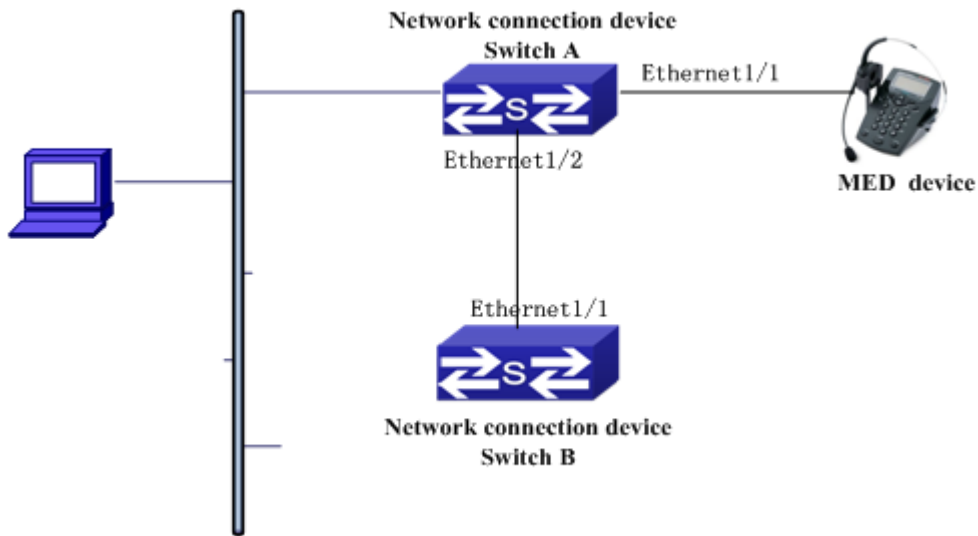 Network connection device
Switch A
Ethernet1/1
S
Ethernet1/2
MED device
Ethernet1/1
S
Network connection device
Switch B